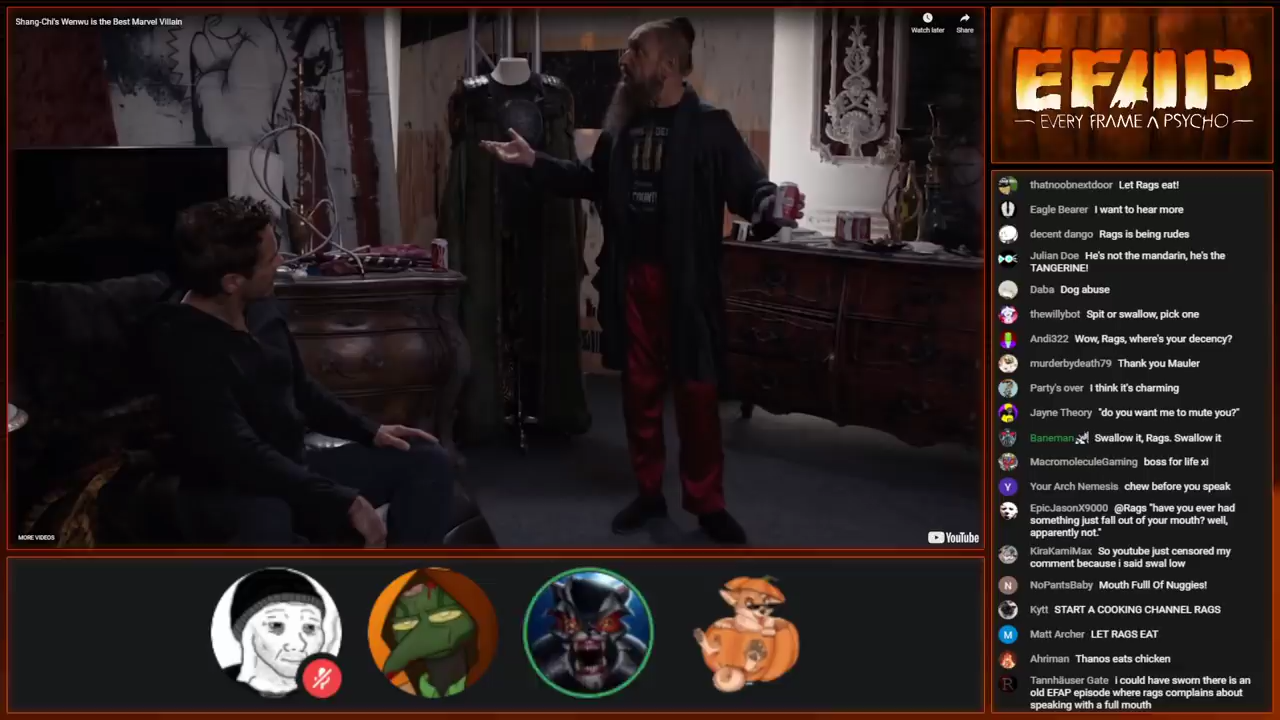 Shang-Chi's Wenwu is the Best Marvel Villain
Watch later
Share
MORE VIDEOS
YouTube
EFAP
EVERY FRAME A PSYCHO
thatnoobnextdoor Let Rags eat!
Eagle Bearer I want to hear more
decent dango Rags is being rudes
Julian Doe He's not the mandarin, he's the
TANGERINE!
Daba Dog abuse
thewillybot Spit or swallow, pick one
Andi322 Wow, Rags, where's your decency?
murderbydeath79 Thank you Mauler
Party's over I think it's charming
Jayne Theory "do you want me to mute you?"
Baneman Swallow it, Rags. Swallow it
MacromoleculeGaming boss for life xi
Y
Your Arch Nemesis chew before you speak
EpicJasonX9000 @Rags "have you ever had
something just fall out of your mouth? well,
apparently not."
KiraKamiMax So youtube just censored my
comment because i said swal low
N
NoPantsBaby Mouth Fulll Of Nuggies!
Kytt START A COOKING CHANNEL RAGS
M
Matt Archer LET RAGS EAT
Ahriman Thanos eats chicken
R
Tannhäuser Gate i could have sworn there is an
old EFAP episode where rags complains about
speaking with a full mouth